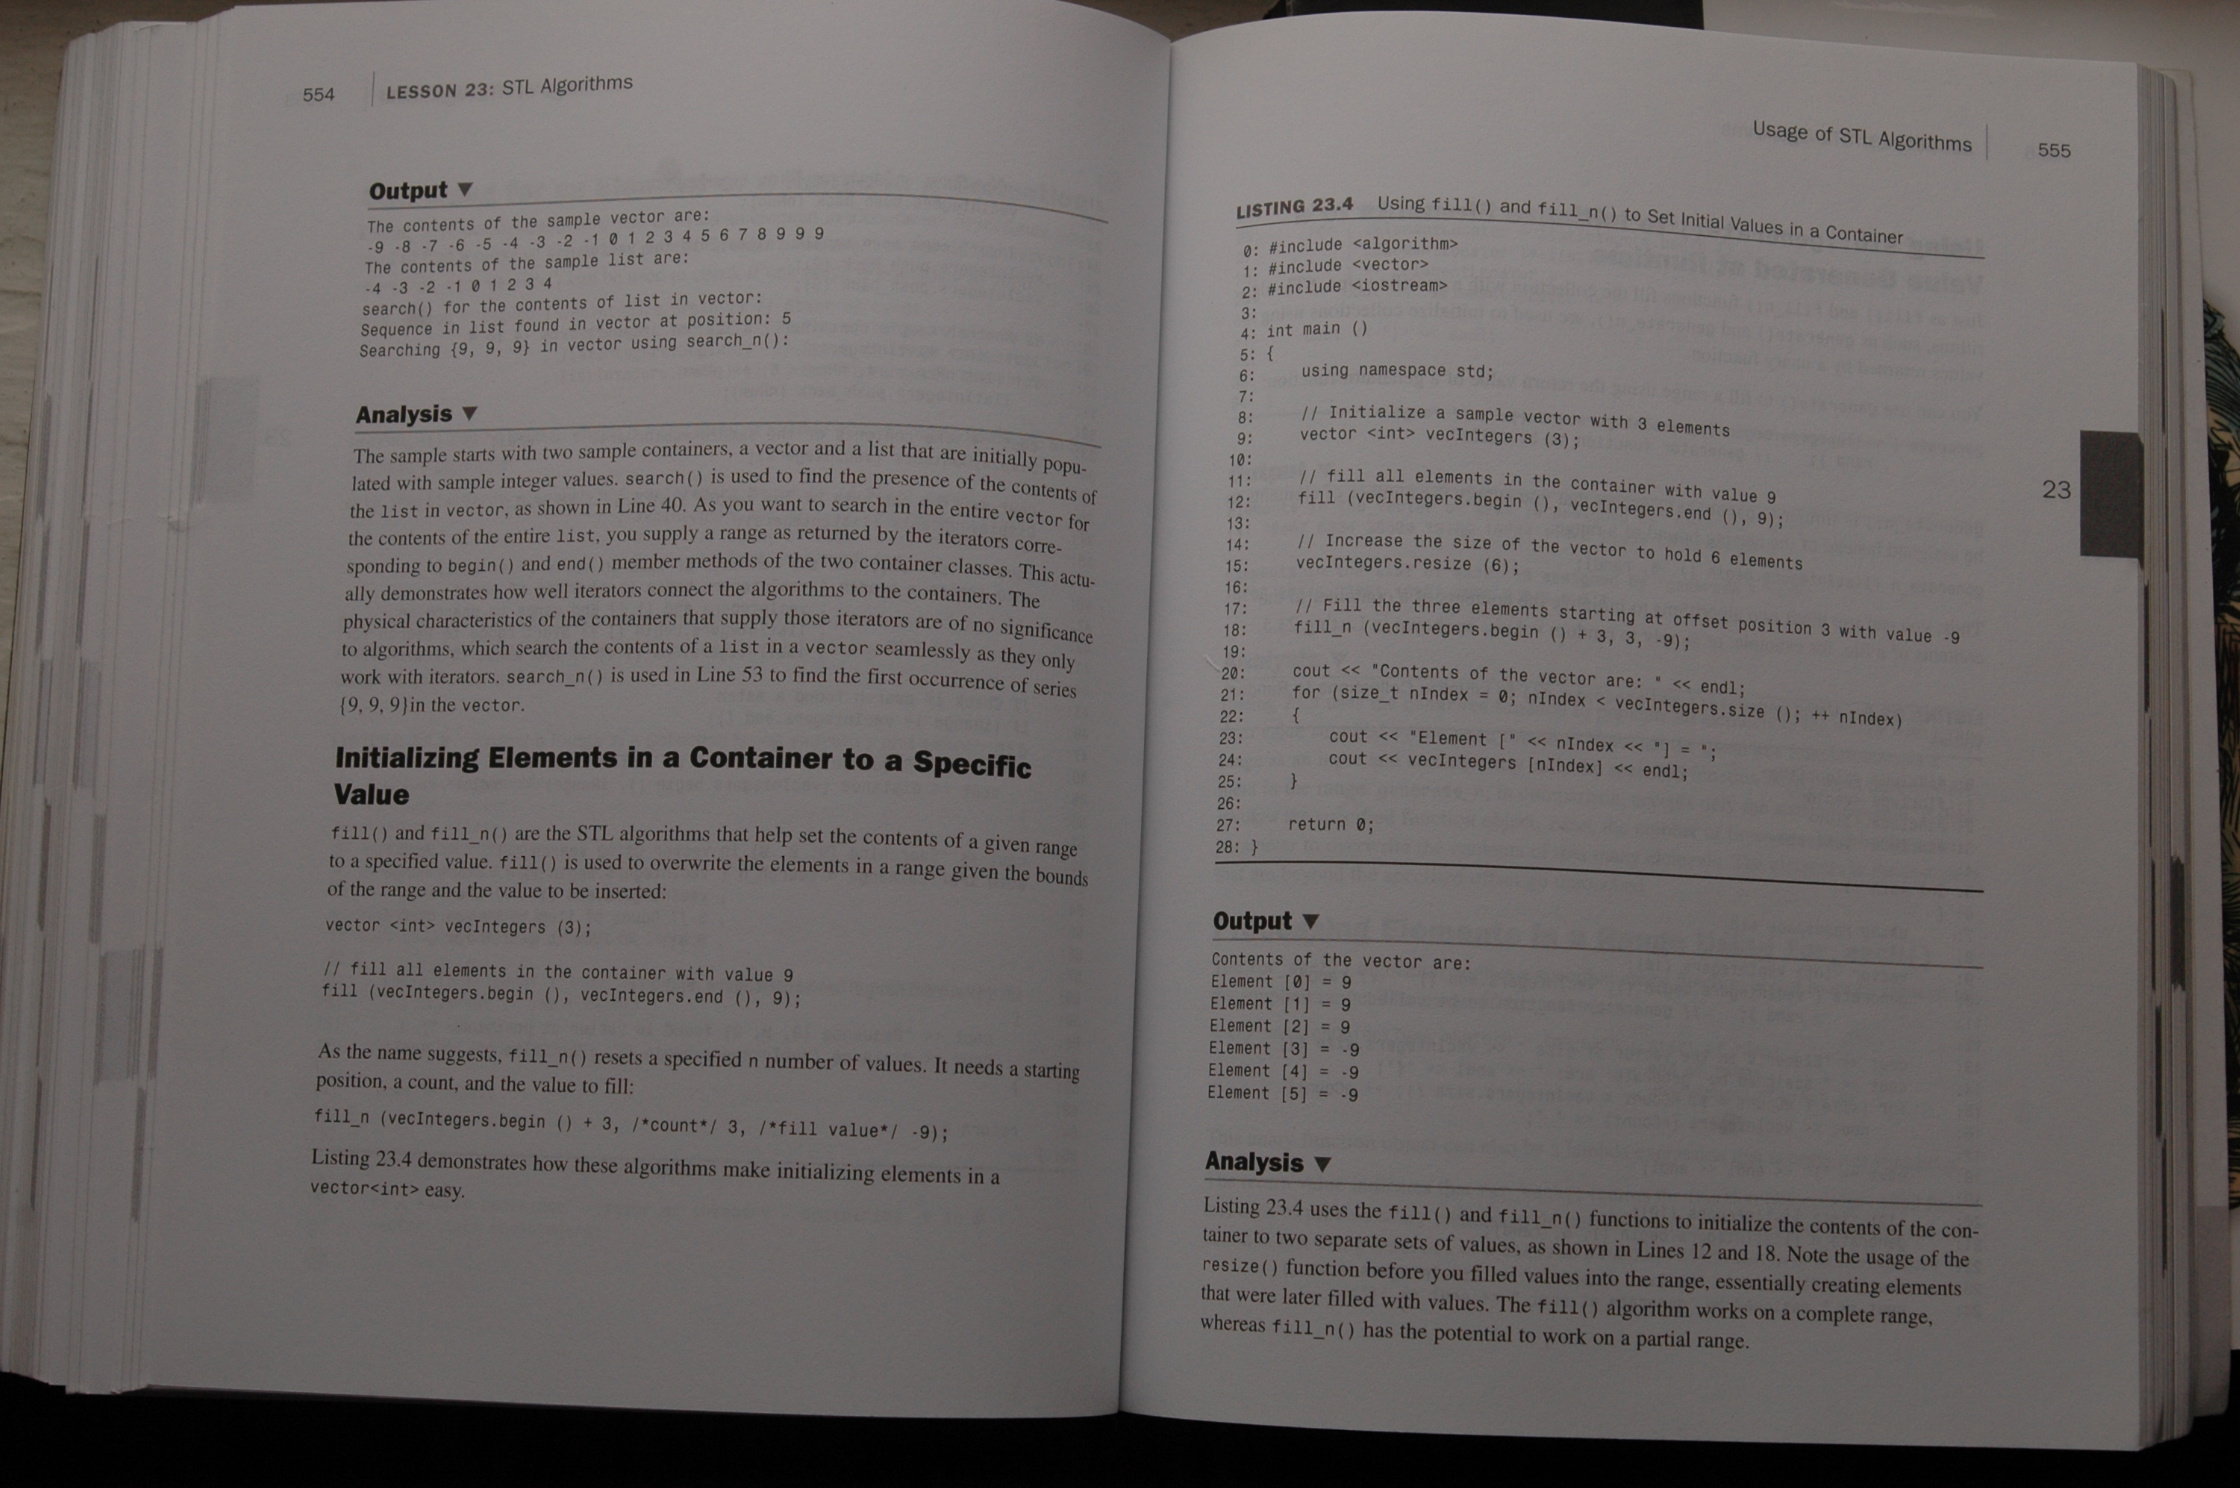 554 LESSON 23: STL Algorithms
Output ▼
The contents of the sample vector are:
-9 -8 -7 -6 -5 -4 -3 -2 -1 0 1 2 3 4 5 6 7 8 9 9 9
The contents of the sample list are:
-4 -3 -2 -1 0 1 2 3 4
search() for the contents of list in vector:
Sequence in list found in vector at position: 5
Searching {9, 9, 9} in vector using search_n():
Analysis ▼
The sample starts with two sample containers, a vector and a list that are initially popu-
lated with sample integer values. search() is used to find the presence of the contents of
the list in vector, as shown in Line 40. As you want to search in the entire vector for
the contents of the entire list, you supply a range as returned by the iterators corre-
sponding to begin() and end() member methods of the two container classes. This actu-
ally demonstrates how well iterators connect the algorithms to the containers. The
physical characteristics of the containers that supply those iterators are of no significance
to algorithms, which search the contents of a list in a vector seamlessly as they only
work with iterators. search_n() is used in Line 53 to find the first occurrence of series
{9, 9, 9}in the vector.
Initializing Elements in a Container to a Specific
Value
fill() and fill_n() are the STL algorithms that help set the contents of a given range
to a specified value. fill() is used to overwrite the elements in a range given the bounds
of the range and the value to be inserted:
vector <int> vecIntegers (3);
// fill all elements in the container with value 9
fill (vecIntegers.begin (), vecIntegers.end (), 9);
As the name suggests, fill_n() resets a specified n number of values. It needs a starting
position, a count, and the value to fill:
fill_n (vecIntegers.begin () + 3, /*count*/ 3, /*fill value*/ -9);
Listing 23.4 demonstrates how these algorithms make initializing elements in a
vector<int> easy.
Usage of STL Algorithms 555
LISTING 23.4 Using fill() and fill_n() to Set Initial Values in a Container
0: #include <algorithm>
1: #include <vector>
2: #include <iostream>
3:
4: int main ()
5: {
6: using namespace std;
7:
8: // Initialize a sample vector with 3 elements
9: vector <int> vecIntegers (3);
10:
11: // fill all elements in the container with value 9
12: fill (vecIntegers.begin (), vecIntegers.end (), 9);
13:
14: // Increase the size of the vector to hold 6 elements
15: vecIntegers.resize (6);
16:
17: // Fill the three elements starting at offset position 3 with value -9
18: fill_n (vecIntegers.begin () + 3, 3, -9);
19:
20: cout << "Contents of the vector are: " << endl;
21: for (size_t nIndex = 0; nIndex < vecIntegers.size (); ++ nIndex)
22: {
23: cout << "Element [" << nIndex << "] = ";
24: cout << vecIntegers [nIndex] << endl;
25: }
26:
27: return 0;
28: }
23
Output ▼
Contents of the vector are:
Element [0] = 9
Element [1] = 9
Element [2] = 9
Element [3] = -9
Element [4] = -9
Element [5] = -9
Analysis ▼
Listing 23.4 uses the fill() and fill_n() functions to initialize the contents of the con-
tainer to two separate sets of values, as shown in Lines 12 and 18. Note the usage of the
resize() function before you filled values into the range, essentially creating elements
that were later filled with values. The fill() algorithm works on a complete range,
whereas fill_n() has the potential to work on a partial range.